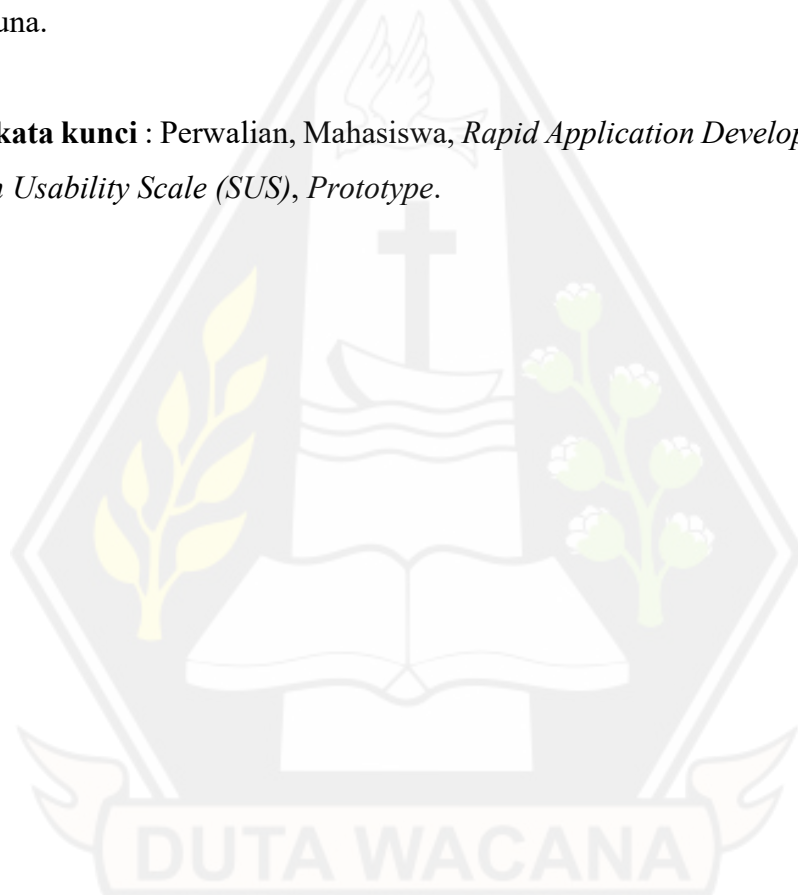 una.
kata kunci : Perwalian, Mahasiswa, Rapid Application Develop
Usability Scale (SUS), Prototype.
DUTA WACANA